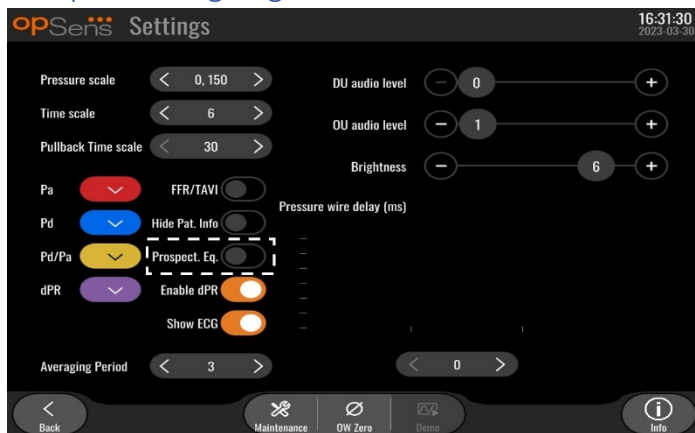 opSens Settings
16:31:30
2023-03-30
Pressure scale 0, 150
DU audio level 0
Time scale 6
OU audio level 1
Pullback Time scale 30
Brightness 6
Pa FFR/TAVI
Pressure wire delay (ms)
Pd Hide Pat. Info
Pd/Pa Prospect. Eq.
dPR Enable dPR
Show ECG
Averaging Period 3
0
Back Maintenance OW Zero Demo Info